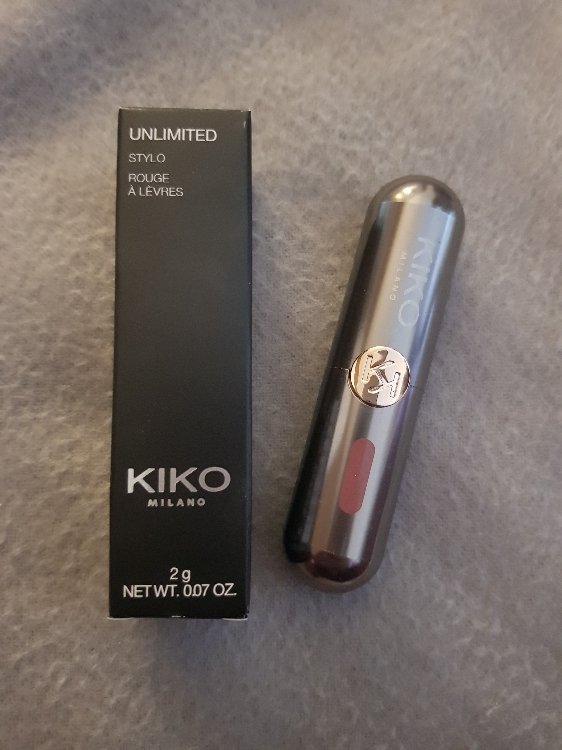 UNLIMITED
STYLO
ROUGE
À LÈVRES
KIKO
MILANO
2 g
NET WT. 0.07 OZ.
KIKO
MILANO